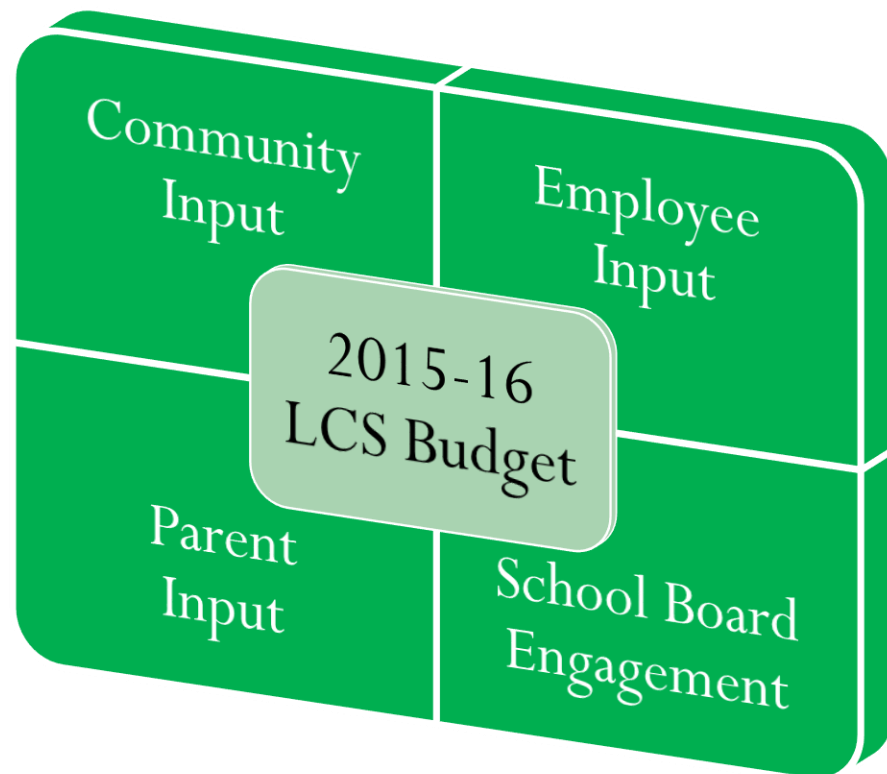 Community
Input
Employee
Input
2015-16
LCS Budget
Parent
Input
School Board
Engagement